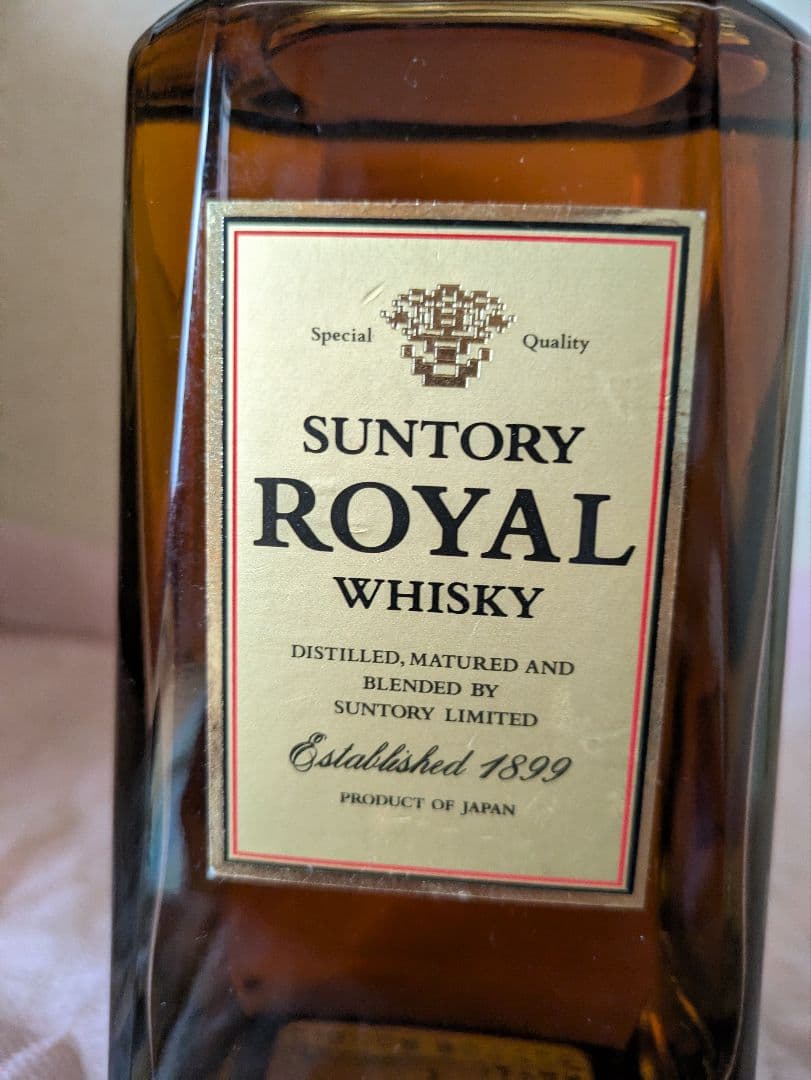 Special Quality
SUNTORY
ROYAL
WHISKY
DISTILLED, MATURED AND
BLENDED BY
SUNTORY LIMITED
Established 1899
PRODUCT OF JAPAN